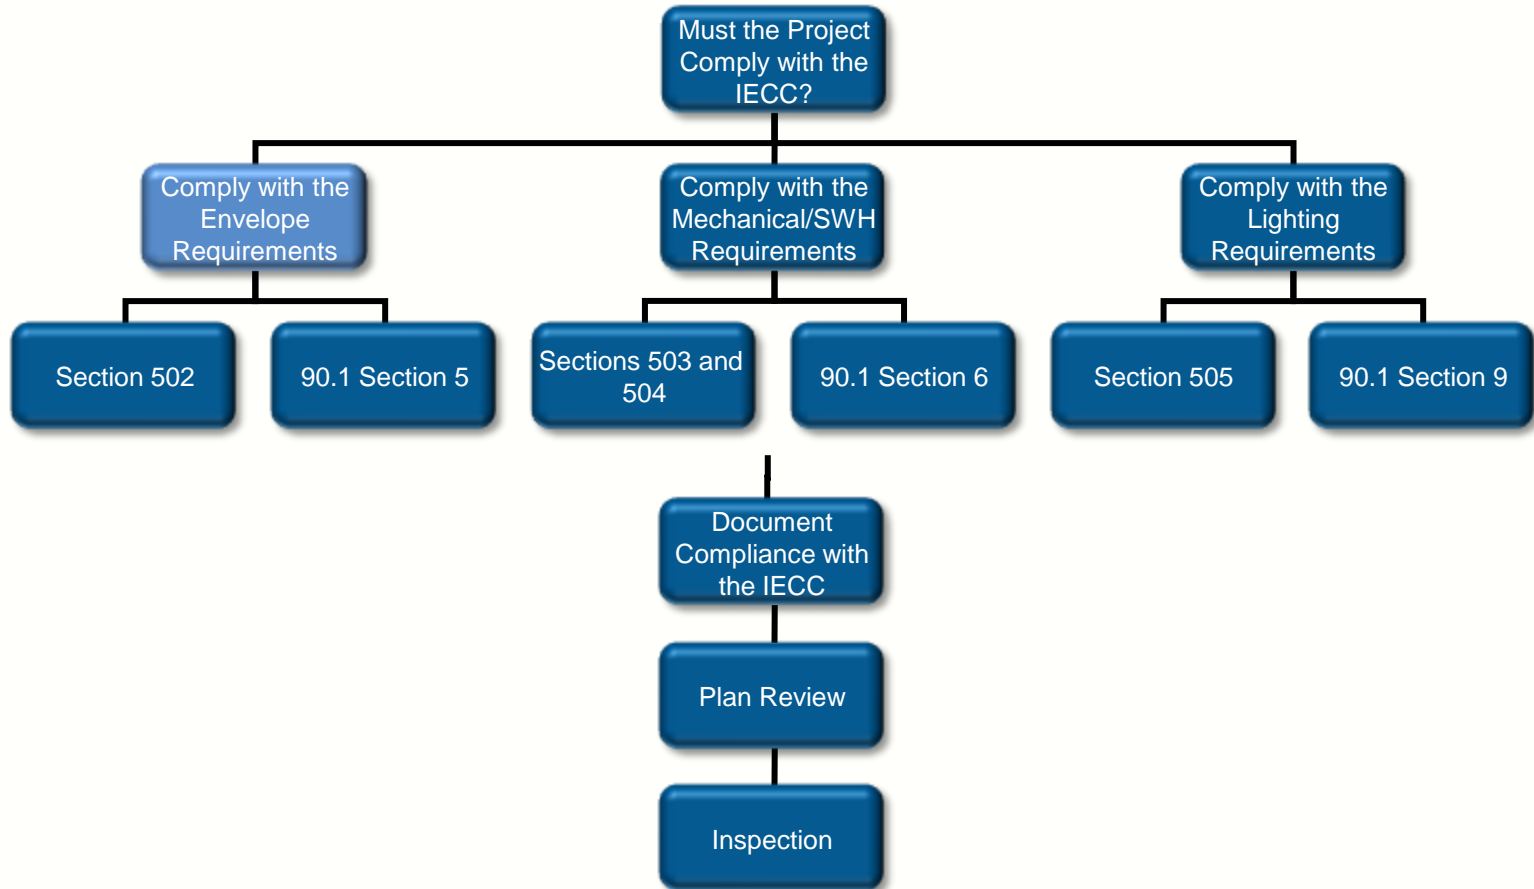 Must the Project
Comply with the
IECC?
Comply with the
Envelope
Requirements
Comply with the
Mechanical/SWH
Requirements
Comply with the
Lighting
Requirements
Section 502
90.1 Section 5
Sections 503 and
504
90.1 Section 6
Section 505
90.1 Section 9
Document
Compliance with
the IECC
Plan Review
Inspection